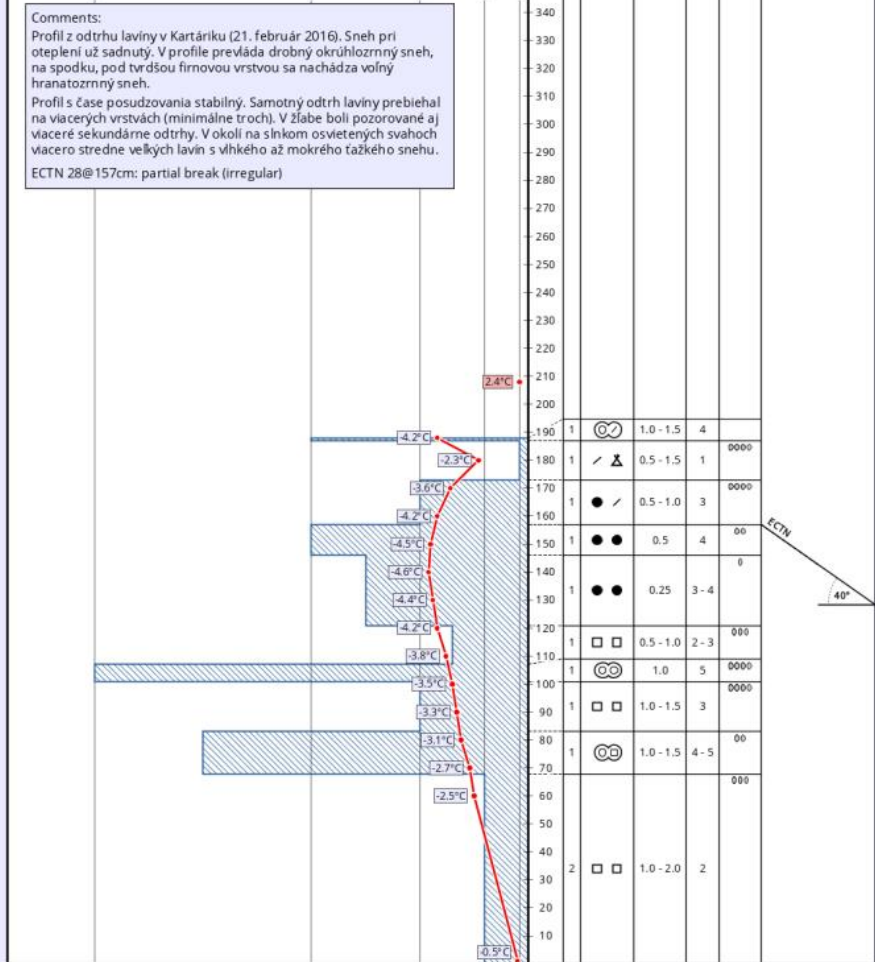 Comments:
Profil z odtrhu lavíny v Kartáriku (21. február 2016). Sneh pri
oteplení už sadnutý. V profile prevláda drobný okrúhlozrnný sneh,
na spodku, pod tvrdšou firnovou vrstvou sa nachádza voľný
hranatozrnný sneh.
Profil s čase posudzovania stabilný. Samotný odtrh lavíny prebiehal
na viacerých vrstvách (minimálne troch). V žľabe boli pozorované aj
viaceré sekundárne odtrhy. V okolí na slnkom osvietených svahoch
viacero stredne veľkých lavín s vlhkého až mokrého ťažkého snehu.
ECTN 28@157cm: partial break (irregular)
340
330
320
310
300
290
280
270
260
250
240
230
220
2.4°C 210
200
-4.2°C 190 1 1.0 - 1.5 4
-2.3°C 180 1 0.5 - 1.5 1
-3.6°C 170 1 0.5 - 1.0 3
-4.2°C 160
ECTN
-4.5°C 150 1 0.5 4
-4.6°C 140
-4.4°C 130 1 0.25 3 - 4
40°
-4.2°C 120
-3.8°C 110 1 0.5 - 1.0 2 - 3
-3.5°C 100 1 1.0 5
-3.3°C 90 1 1.0 - 1.5 3
-3.1°C 80
-2.7°C 70 1 1.0 - 1.5 4 - 5
-2.5°C 60
50
40
30 2 1.0 - 2.0 2
20
10
-0.5°C